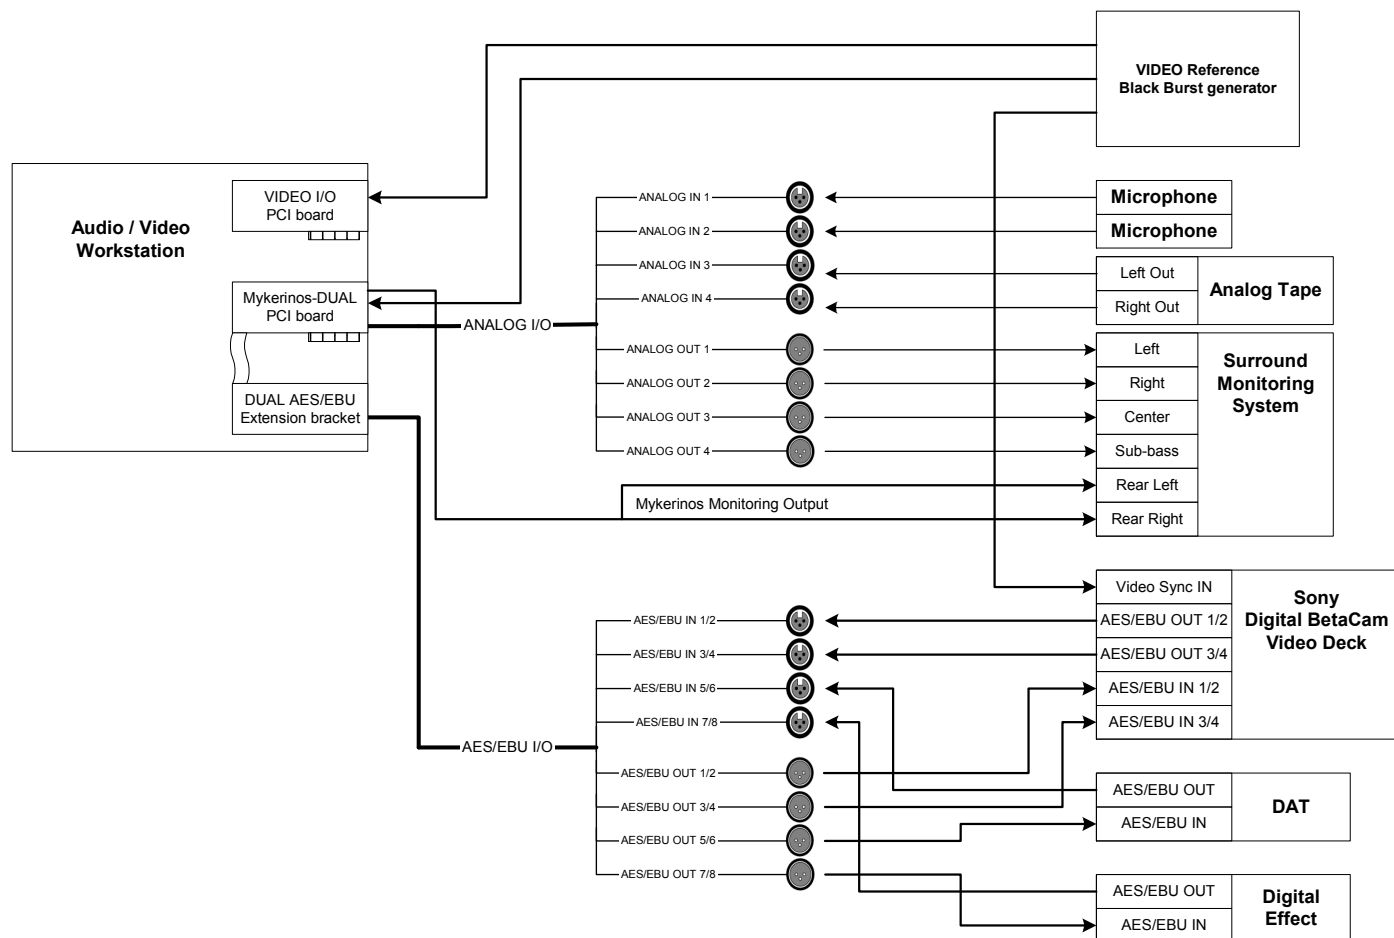 VIDEO Reference
Black Burst generator
Audio / Video
Workstation
VIDEO I/O
PCI board
Mykerinos-DUAL
PCI board
DUAL AES/EBU
Extension bracket
ANALOG I/O
ANALOG IN 1
ANALOG IN 2
ANALOG IN 3
ANALOG IN 4
ANALOG OUT 1
ANALOG OUT 2
ANALOG OUT 3
ANALOG OUT 4
Mykerinos Monitoring Output
Microphone
Microphone
Left Out
Right Out
Analog Tape
Left
Right
Center
Sub-bass
Rear Left
Rear Right
Surround
Monitoring
System
AES/EBU I/O
AES/EBU IN 1/2
AES/EBU IN 3/4
AES/EBU IN 5/6
AES/EBU IN 7/8
AES/EBU OUT 1/2
AES/EBU OUT 3/4
AES/EBU OUT 5/6
AES/EBU OUT 7/8
Video Sync IN
AES/EBU OUT 1/2
AES/EBU OUT 3/4
AES/EBU IN 1/2
AES/EBU IN 3/4
Sony
Digital BetaCam
Video Deck
AES/EBU OUT
AES/EBU IN
DAT
AES/EBU OUT
AES/EBU IN
Digital
Effect